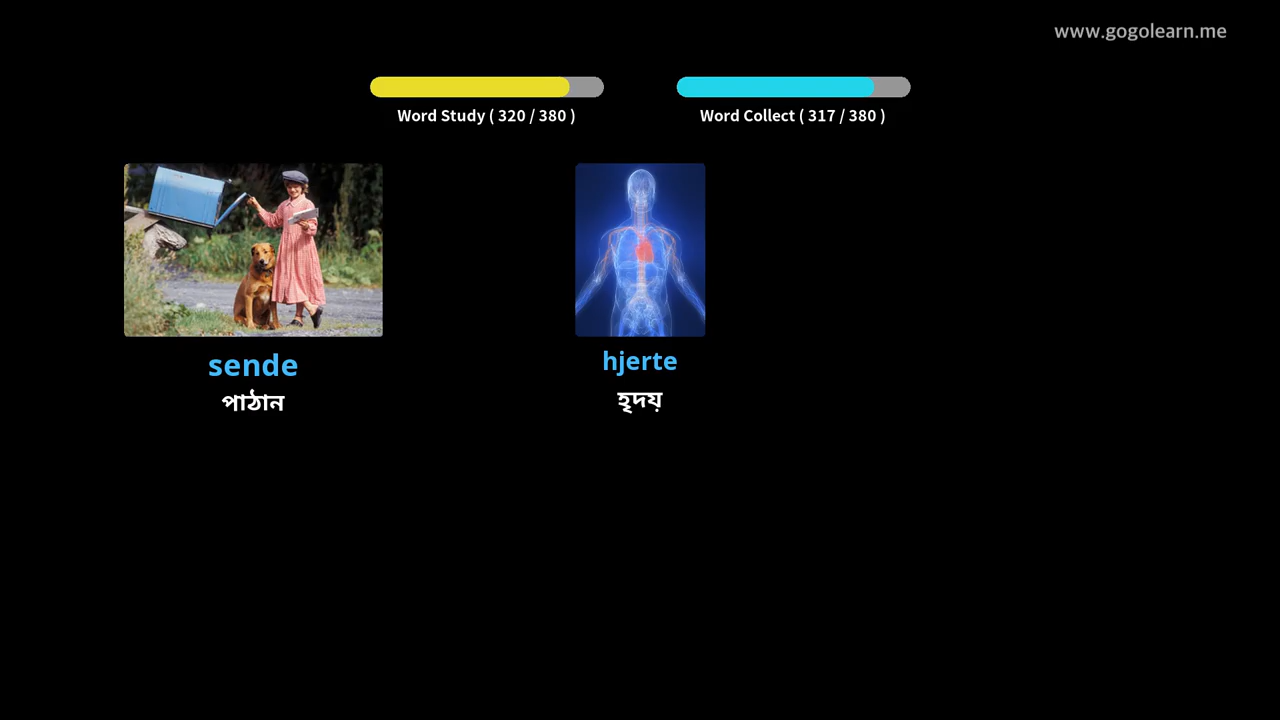 www.gogolearn.me
Word Study ( 320 / 380 )
Word Collect ( 317 / 380 )
sende
পাঠান
hjerte
হৃদয়